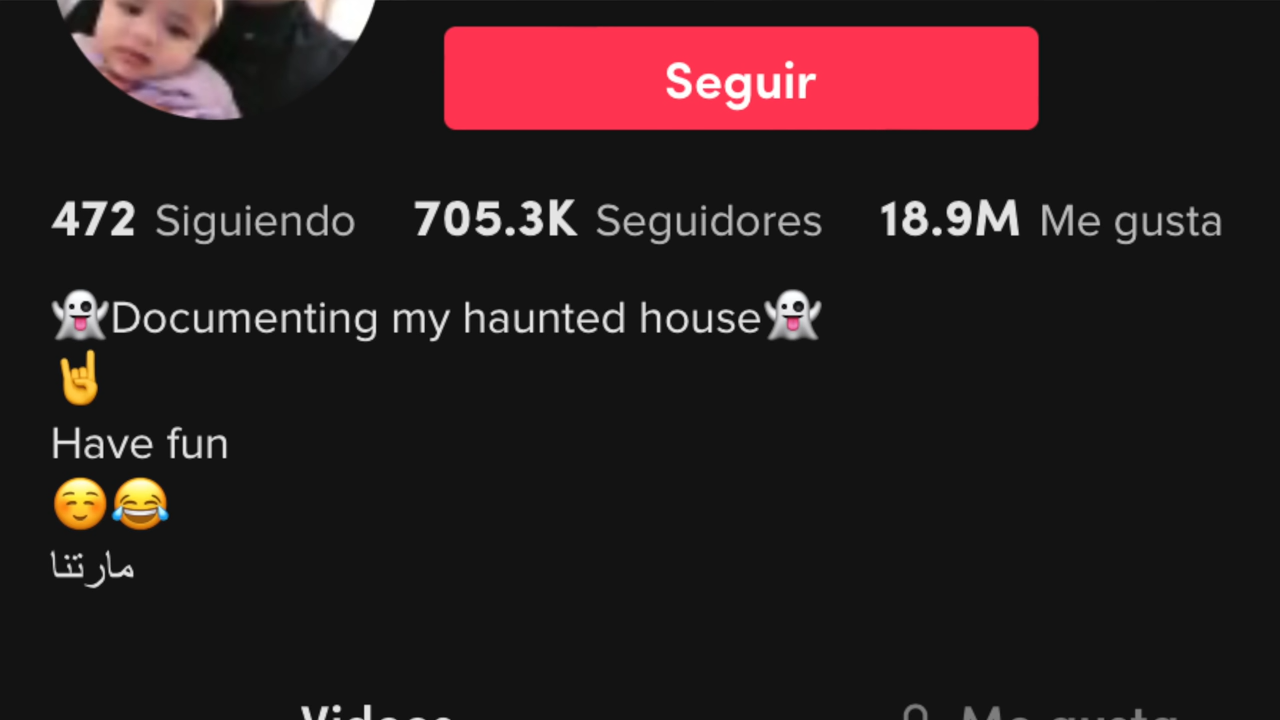 Seguir
472 Siguiendo 705.3K Seguidores 18.9M Me gusta
👻Documenting my haunted house👻
🤘
Have fun
☺️😂
مارتنا
Videos Me gusta